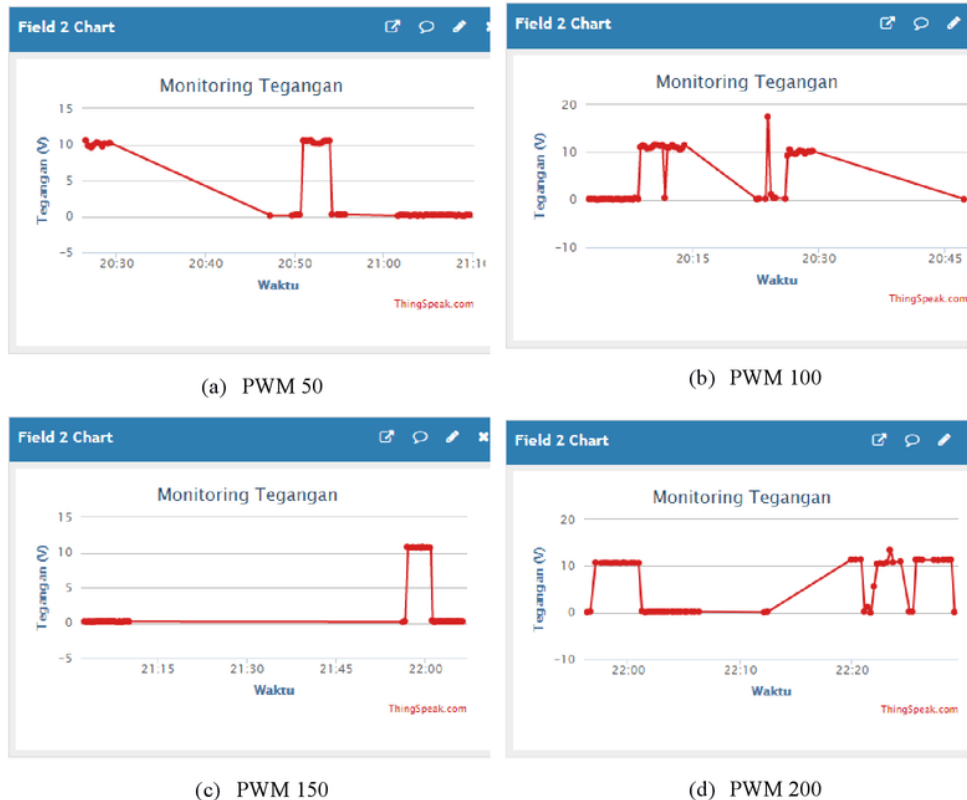 Field 2 Chart
Monitoring Tegangan
15
10
5
0
-5
Tegangan (V)
20:30 20:40 20:50 21:00 21:1
Waktu
ThingSpeak.com
(a) PWM 50
Field 2 Chart
Monitoring Tegangan
20
10
0
-10
Tegangan (V)
20:15 20:30 20:45
Waktu
ThingSpeak.com
(b) PWM 100
Field 2 Chart
Monitoring Tegangan
15
10
5
0
-5
Tegangan (V)
21:15 21:30 21:45 22:00
Waktu
ThingSpeak.com
(c) PWM 150
Field 2 Chart
Monitoring Tegangan
20
10
0
-10
Tegangan (V)
22:00 22:10 22:20
Waktu
ThingSpeak.com
(d) PWM 200